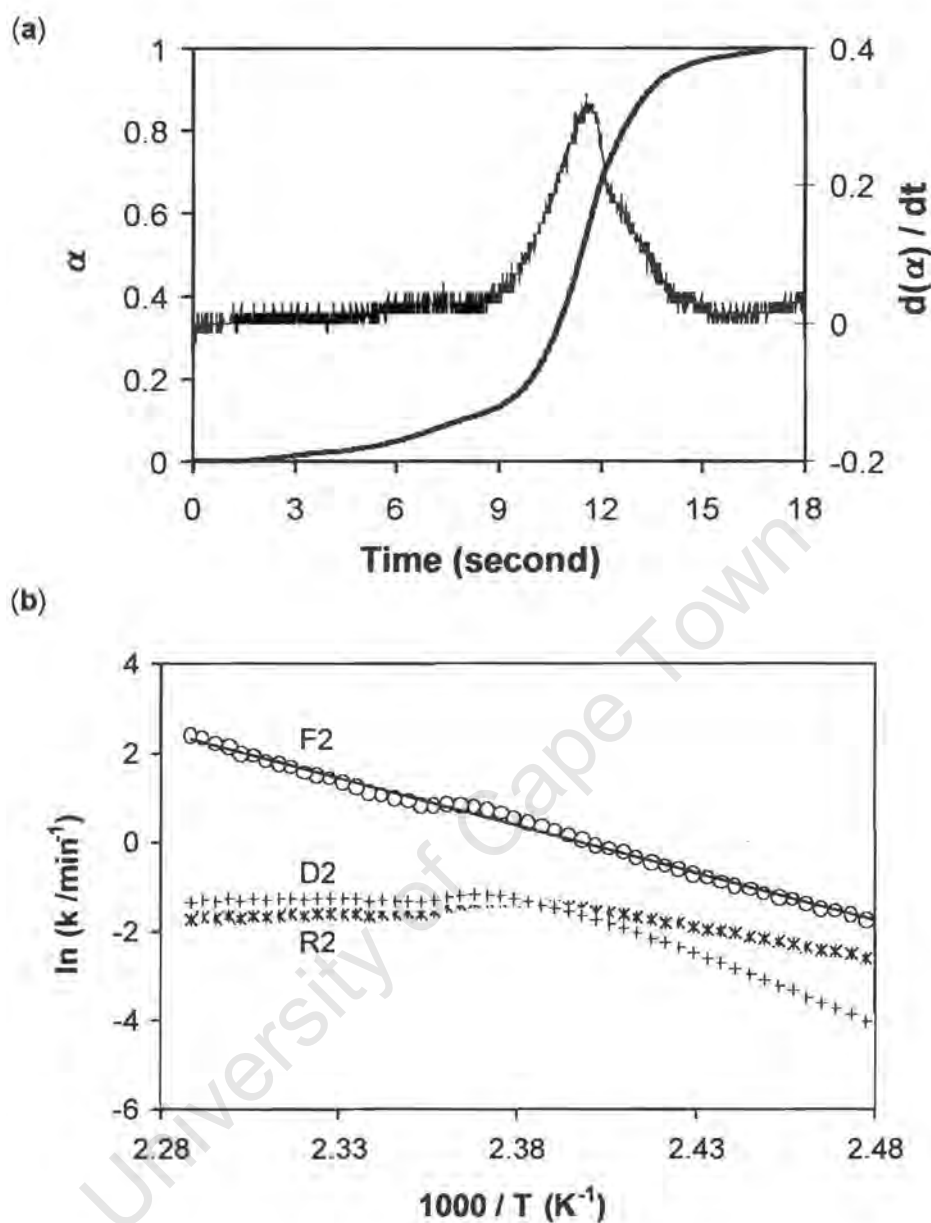 (a)
1
0.8
0.6
0.4
0.2
0
α
0.4
0.2
0
-0.2
d(α) / dt
0 3 6 9 12 15 18
Time (second)
(b)
4
2
0
-2
-4
-6
ln (k /min⁻¹)
F2
D2
R2
2.28 2.33 2.38 2.43 2.48
1000 / T (K⁻¹)
University of Cape Town